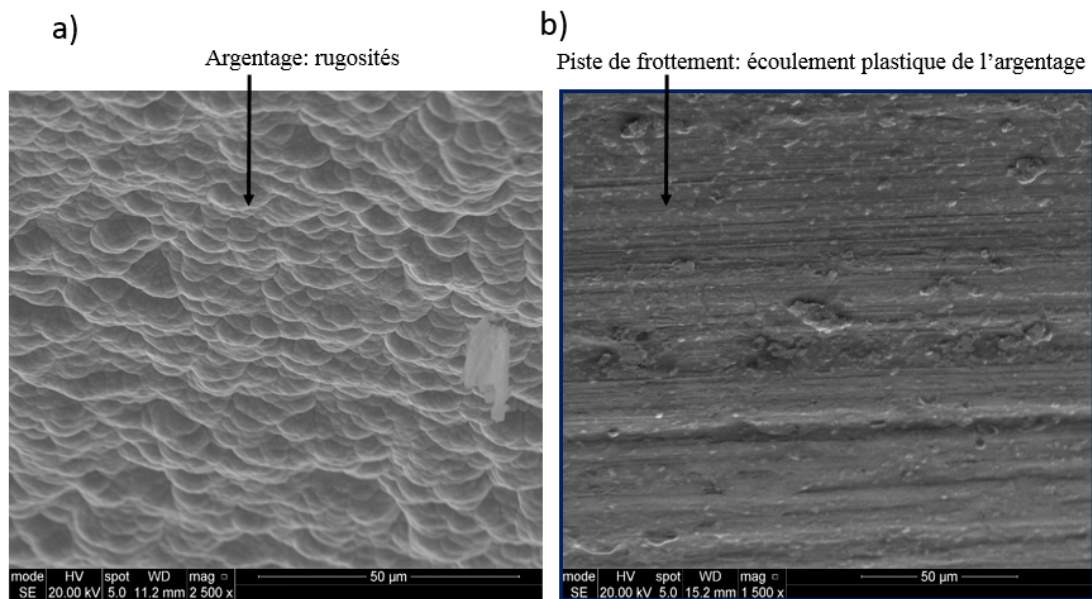 a)
Argentage: rugosités
b)
Piste de frottement: écoulement plastique de l'argentage
mode HV spot WD mag □
SE 20.00 kV 5.0 11.2 mm 2 500 x
50 µm
mode HV spot WD mag □
SE 20.00 kV 5.0 15.2 mm 1 500 x
50 µm